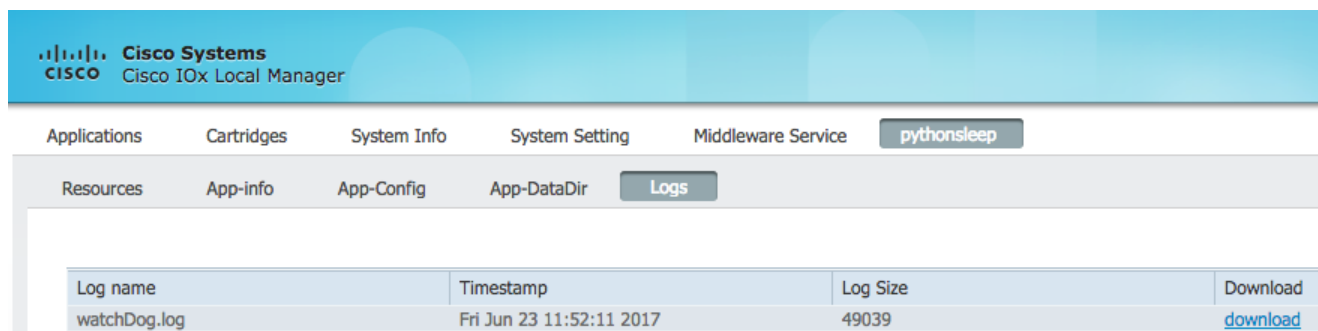 Cisco Systems
CISCO Cisco IOx Local Manager
Applications Cartridges System Info System Setting Middleware Service pythonsleep
Resources App-info App-Config App-DataDir Logs
Log name Timestamp Log Size Download
watchDog.log Fri Jun 23 11:52:11 2017 49039 download